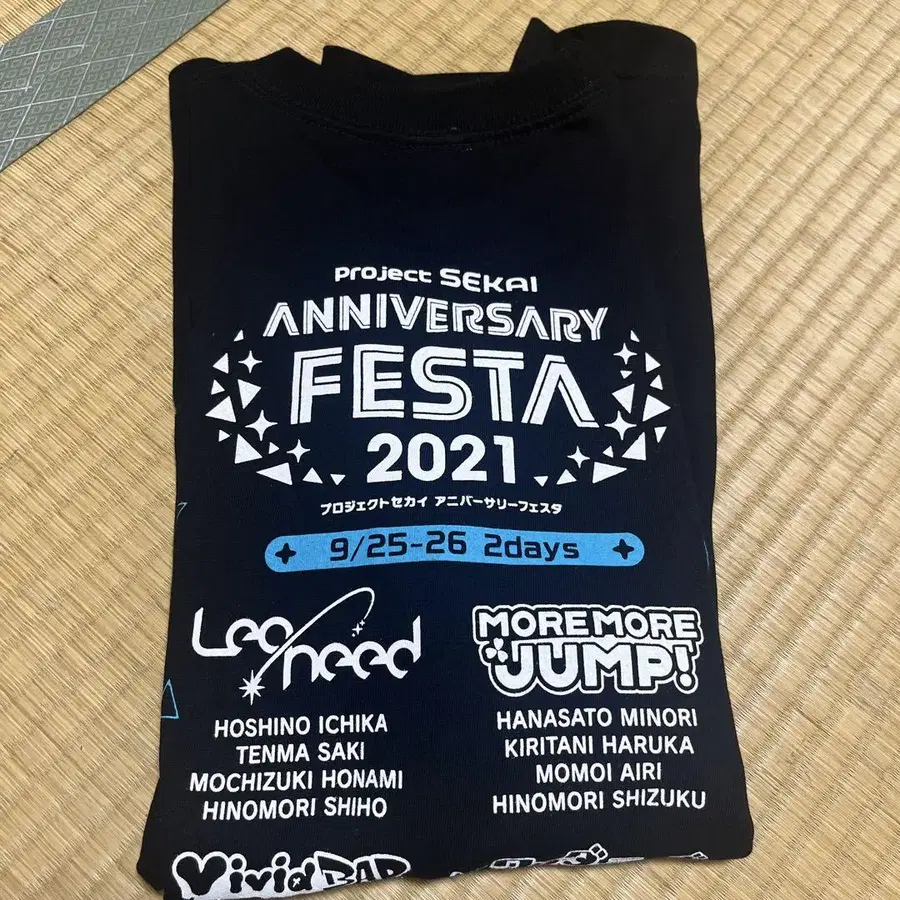 Project SEKAI
ANNIVERSARY
FESTA
2021
プロジェクトセカイ アニバーサリーフェスタ
9/25-26 2days
Leo/need
MORE MORE
JUMP!
HOSHINO ICHIKA
TENMA SAKI
MOCHIZUKI HONAMI
HINOMORI SHIHO
HANASATO MINORI
KIRITANI HARUKA
MOMOI AIRI
HINOMORI SHIZUKU
Vivid BAD